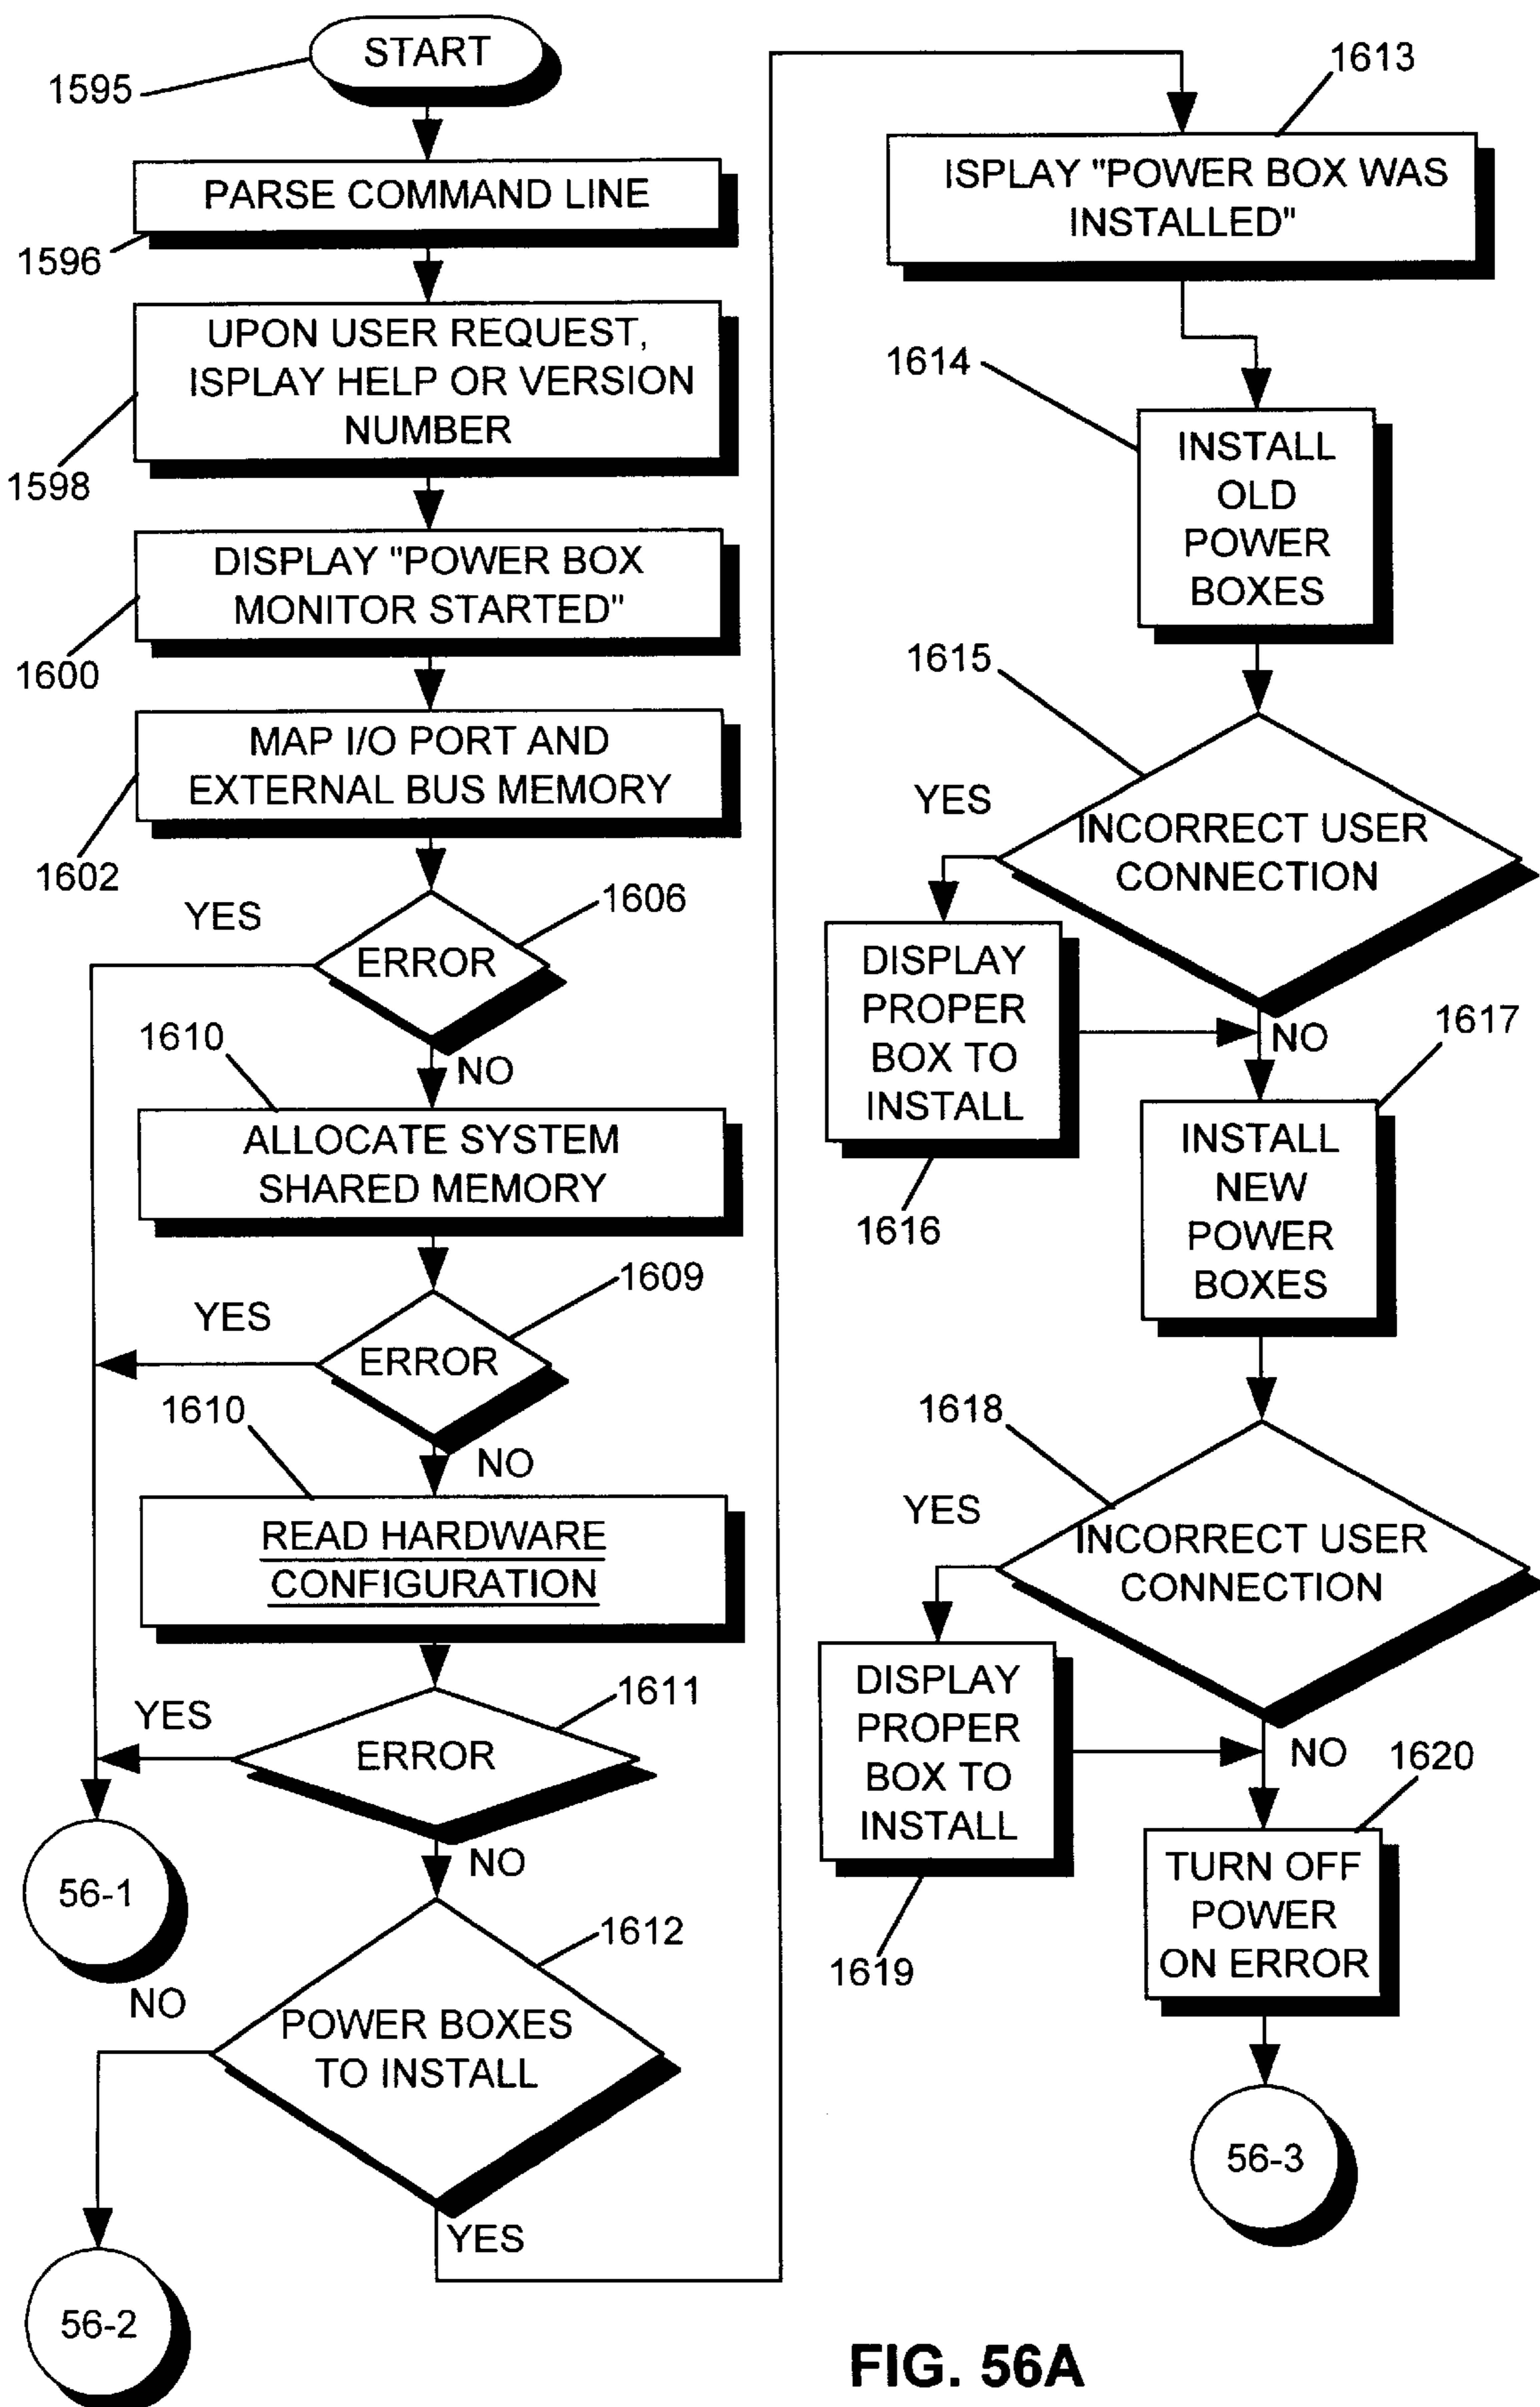 START
1595
PARSE COMMAND LINE
1596
UPON USER REQUEST,
ISPLAY HELP OR VERSION
NUMBER
1598
DISPLAY "POWER BOX
MONITOR STARTED"
1600
MAP I/O PORT AND
EXTERNAL BUS MEMORY
1602
YES
1606
ERROR
1610
NO
ALLOCATE SYSTEM
SHARED MEMORY
1609
YES
ERROR
1610
NO
READ HARDWARE
CONFIGURATION
1611
YES
ERROR
NO
56-1
1612
NO
POWER BOXES
TO INSTALL
YES
56-2
1613
ISPLAY "POWER BOX WAS
INSTALLED"
1614
INSTALL
OLD
POWER
BOXES
1615
YES
INCORRECT USER
CONNECTION
DISPLAY
PROPER
BOX TO
INSTALL
NO
1617
1616
INSTALL
NEW
POWER
BOXES
1618
YES
INCORRECT USER
CONNECTION
DISPLAY
PROPER
BOX TO
INSTALL
NO
1620
1619
TURN OFF
POWER
ON ERROR
56-3
FIG. 56A